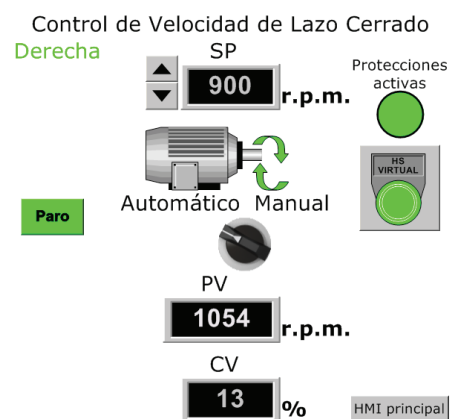 Control de Velocidad de Lazo Cerrado
Derecha
SP
900
r.p.m.
Protecciones
activas
HS
VIRTUAL
Paro
Automático Manual
PV
1054
r.p.m.
CV
13
%
HMI principal